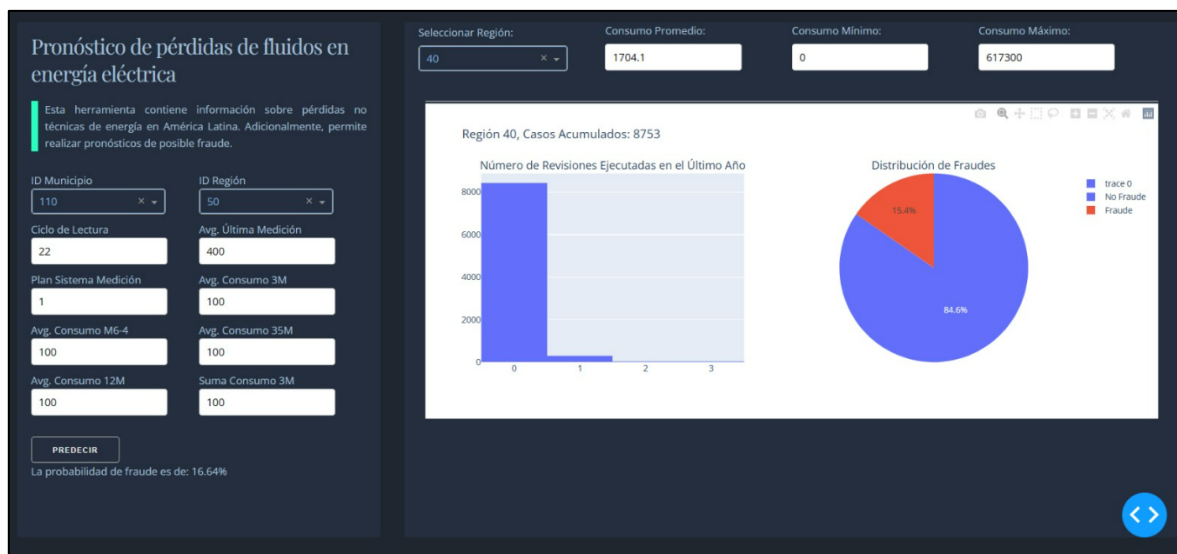 Pronóstico de pérdidas de fluidos en
energía eléctrica
Esta herramienta contiene información sobre pérdidas no
técnicas de energía en América Latina. Adicionalmente, permite
realizar pronósticos de posible fraude.
ID Municipio
ID Región
110
50
Ciclo de Lectura
Avg. Última Medición
22
400
Plan Sistema Medición
Avg. Consumo 3M
1
100
Avg. Consumo M6-4
Avg. Consumo 35M
100
100
Avg. Consumo 12M
Suma Consumo 3M
100
100
PREDECIR
La probabilidad de fraude es de: 16.64%
Seleccionar Región:
Consumo Promedio:
Consumo Mínimo:
Consumo Máximo:
40
1704.1
0
617300
Región 40, Casos Acumulados: 8753
Número de Revisiones Ejecutadas en el Último Año
8000
6000
4000
2000
0
0
1
2
3
Distribución de Fraudes
15.4%
84.6%
trace 0
No Fraude
Fraude